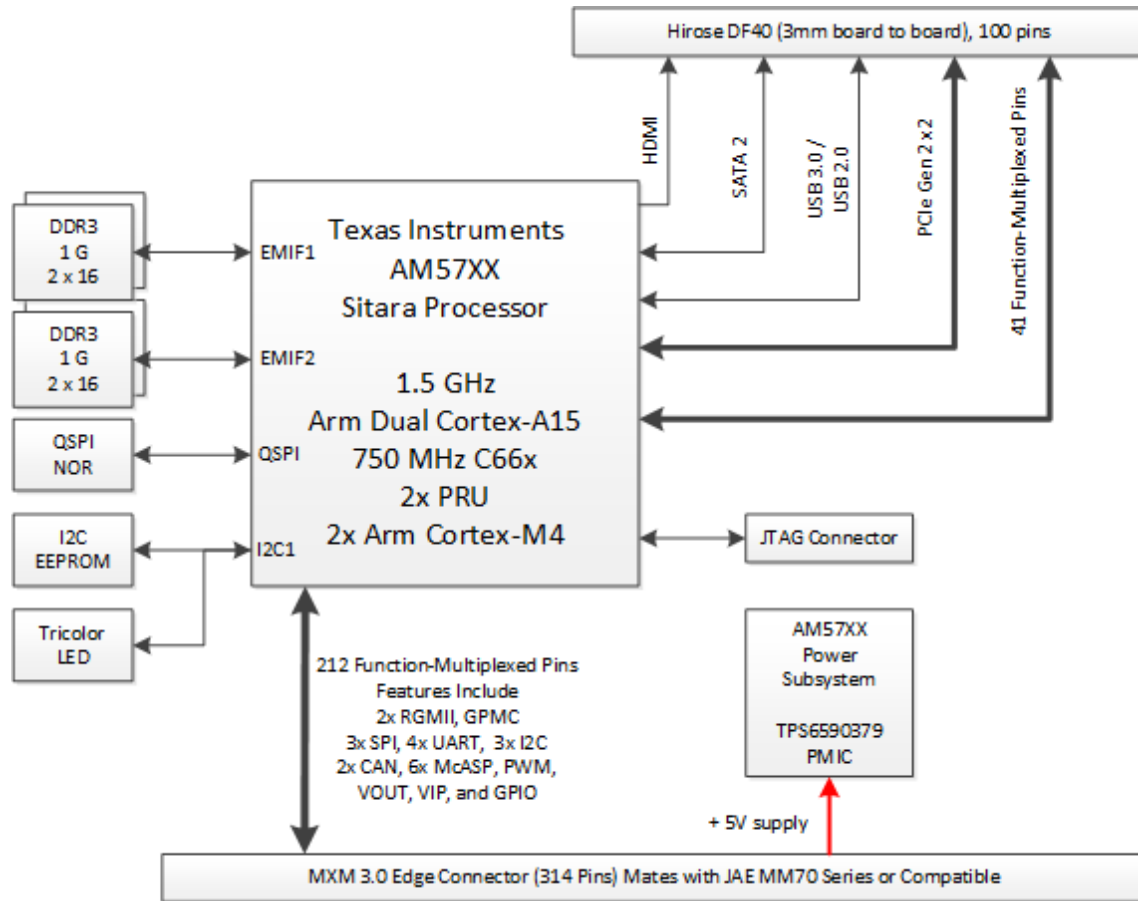 Hirose DF40 (3mm board to board), 100 pins
HDMI
SATA 2
USB 3.0 /
USB 2.0
PCIe Gen 2 x 2
41 Function-Multiplexed Pins
DDR3
1 G
2 x 16
EMIF1
DDR3
1 G
2 x 16
EMIF2
QSPI
NOR
QSPI
I2C
EEPROM
I2C1
Tricolor
LED
Texas Instruments
AM57XX
Sitara Processor
1.5 GHz
Arm Dual Cortex-A15
750 MHz C66x
2x PRU
2x Arm Cortex-M4
JTAG Connector
AM57XX
Power
Subsystem
TPS6590379
PMIC
212 Function-Multiplexed Pins
Features Include
2x RGMII, GPMC
3x SPI, 4x UART, 3x I2C
2x CAN, 6x McASP, PWM,
VOUT, VIP, and GPIO
+ 5V supply
MXM 3.0 Edge Connector (314 Pins) Mates with JAE MM70 Series or Compatible